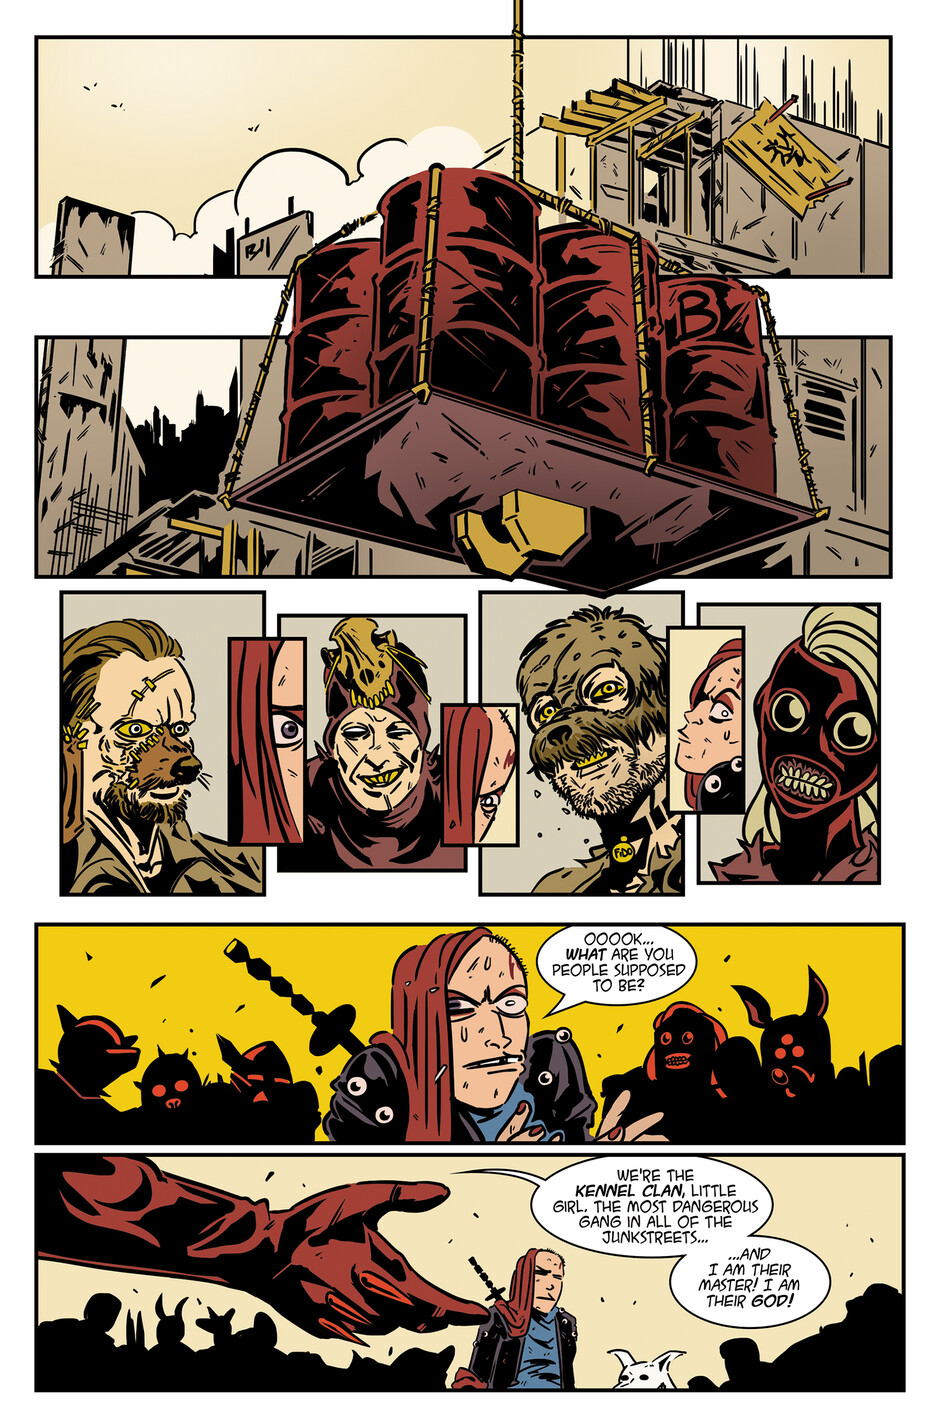 B
FIDO
OOOOK...
WHAT ARE YOU
PEOPLE SUPPOSED
TO BE?
WE'RE THE
KENNEL CLAN, LITTLE
GIRL. THE MOST DANGEROUS
GANG IN ALL OF THE
JUNKSTREETS...
...AND
I AM THEIR
MASTER! I AM
THEIR GOD!